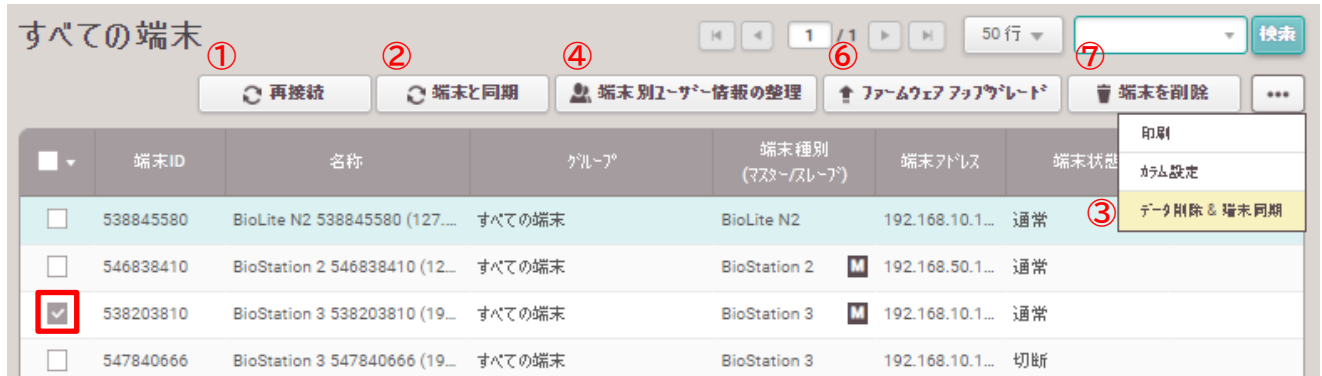 すべての端末 1 /1 50 行 検索
① ② ④ ⑥ ⑦
再接続 端末と同期 端末別ﾕｰｻﾞｰ情報の整理 ﾌｧｰﾑｳｪｱ ｱｯﾌﾟｸﾞﾚｰﾄﾞ 端末を削除 •••
印刷
端末ID 名称 ｸﾞﾙｰﾌﾟ 端末種別 端末ｱﾄﾞﾚｽ 端末状態
(ﾏｽﾀｰ/ｽﾚｰﾌﾞ)
ｶﾗﾑ設定
③ ﾃﾞｰﾀ削除 & 端末同期
538845580 BioLite N2 538845580 (127.... すべての端末 BioLite N2 192.168.10.1... 通常
546838410 BioStation 2 546838410 (12... すべての端末 BioStation 2 M 192.168.50.1... 通常
538203810 BioStation 3 538203810 (19... すべての端末 BioStation 3 M 192.168.10.1... 通常
547840666 BioStation 3 547840666 (19... すべての端末 BioStation 3 192.168.10.1... 切断